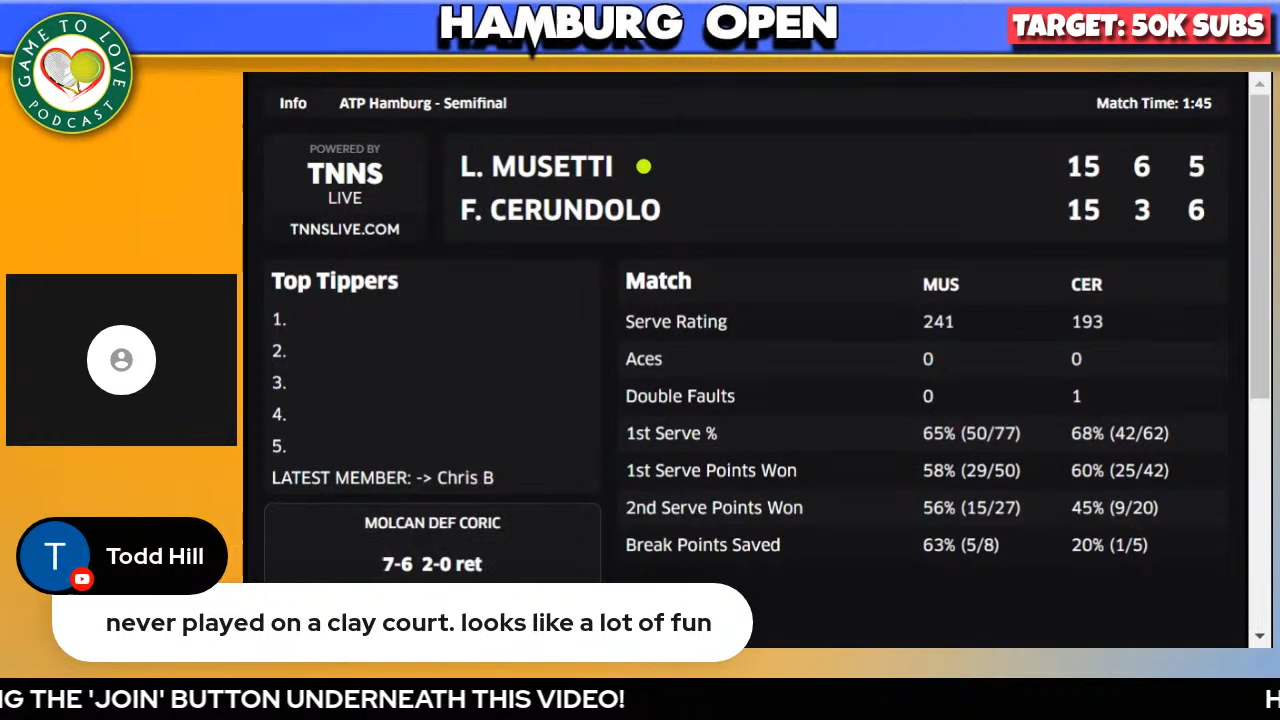 HAMBURG OPEN
TARGET: 50K SUBS
GAME TO LOVE
PODCAST
Info ATP Hamburg - Semifinal Match Time: 1:45
POWERED BY
TNNS
LIVE
TNNSLIVE.COM
L. MUSETTI 15 6 5
F. CERUNDOLO 15 3 6
Top Tippers
1.
2.
3.
4.
5.
LATEST MEMBER: -> Chris B
MOLCAN DEF CORIC
7-6 2-0 ret
Match MUS CER
Serve Rating 241 193
Aces 0 0
Double Faults 0 1
1st Serve % 65% (50/77) 68% (42/62)
1st Serve Points Won 58% (29/50) 60% (25/42)
2nd Serve Points Won 56% (15/27) 45% (9/20)
Break Points Saved 63% (5/8) 20% (1/5)
T Todd Hill
never played on a clay court. looks like a lot of fun
NG THE 'JOIN' BUTTON UNDERNEATH THIS VIDEO! H